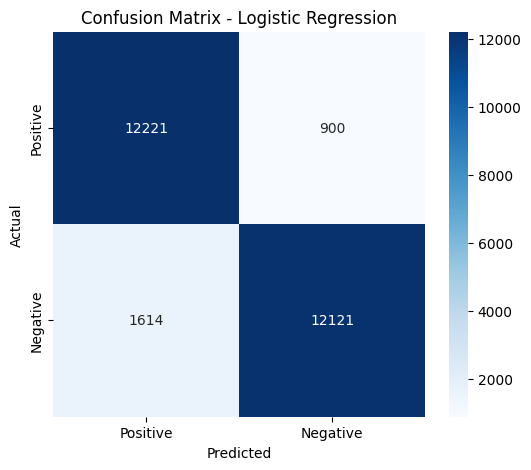 Confusion Matrix - Logistic Regression
12000
10000
8000
6000
4000
2000
Actual
Positive
12221
900
Negative
1614
12121
Positive
Negative
Predicted